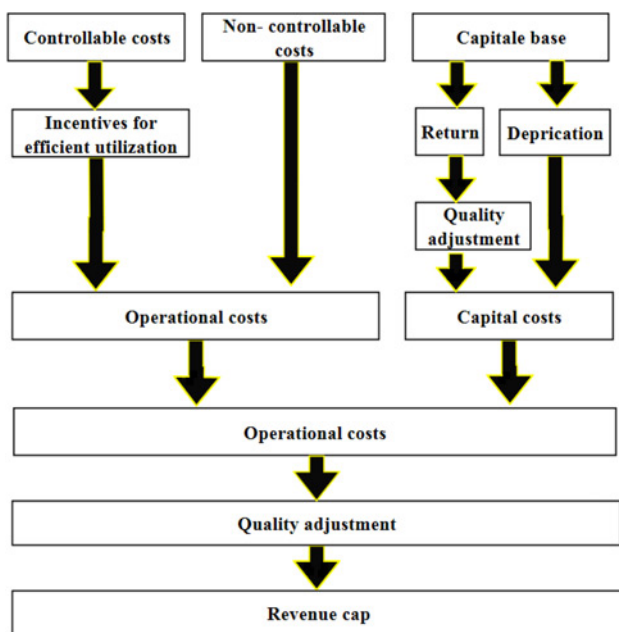 Controllable costs
Non- controllable
costs
Capitale base
Incentives for
efficient utilization
Return
Deprication
Quality
adjustment
Operational costs
Capital costs
Operational costs
Quality adjustment
Revenue cap